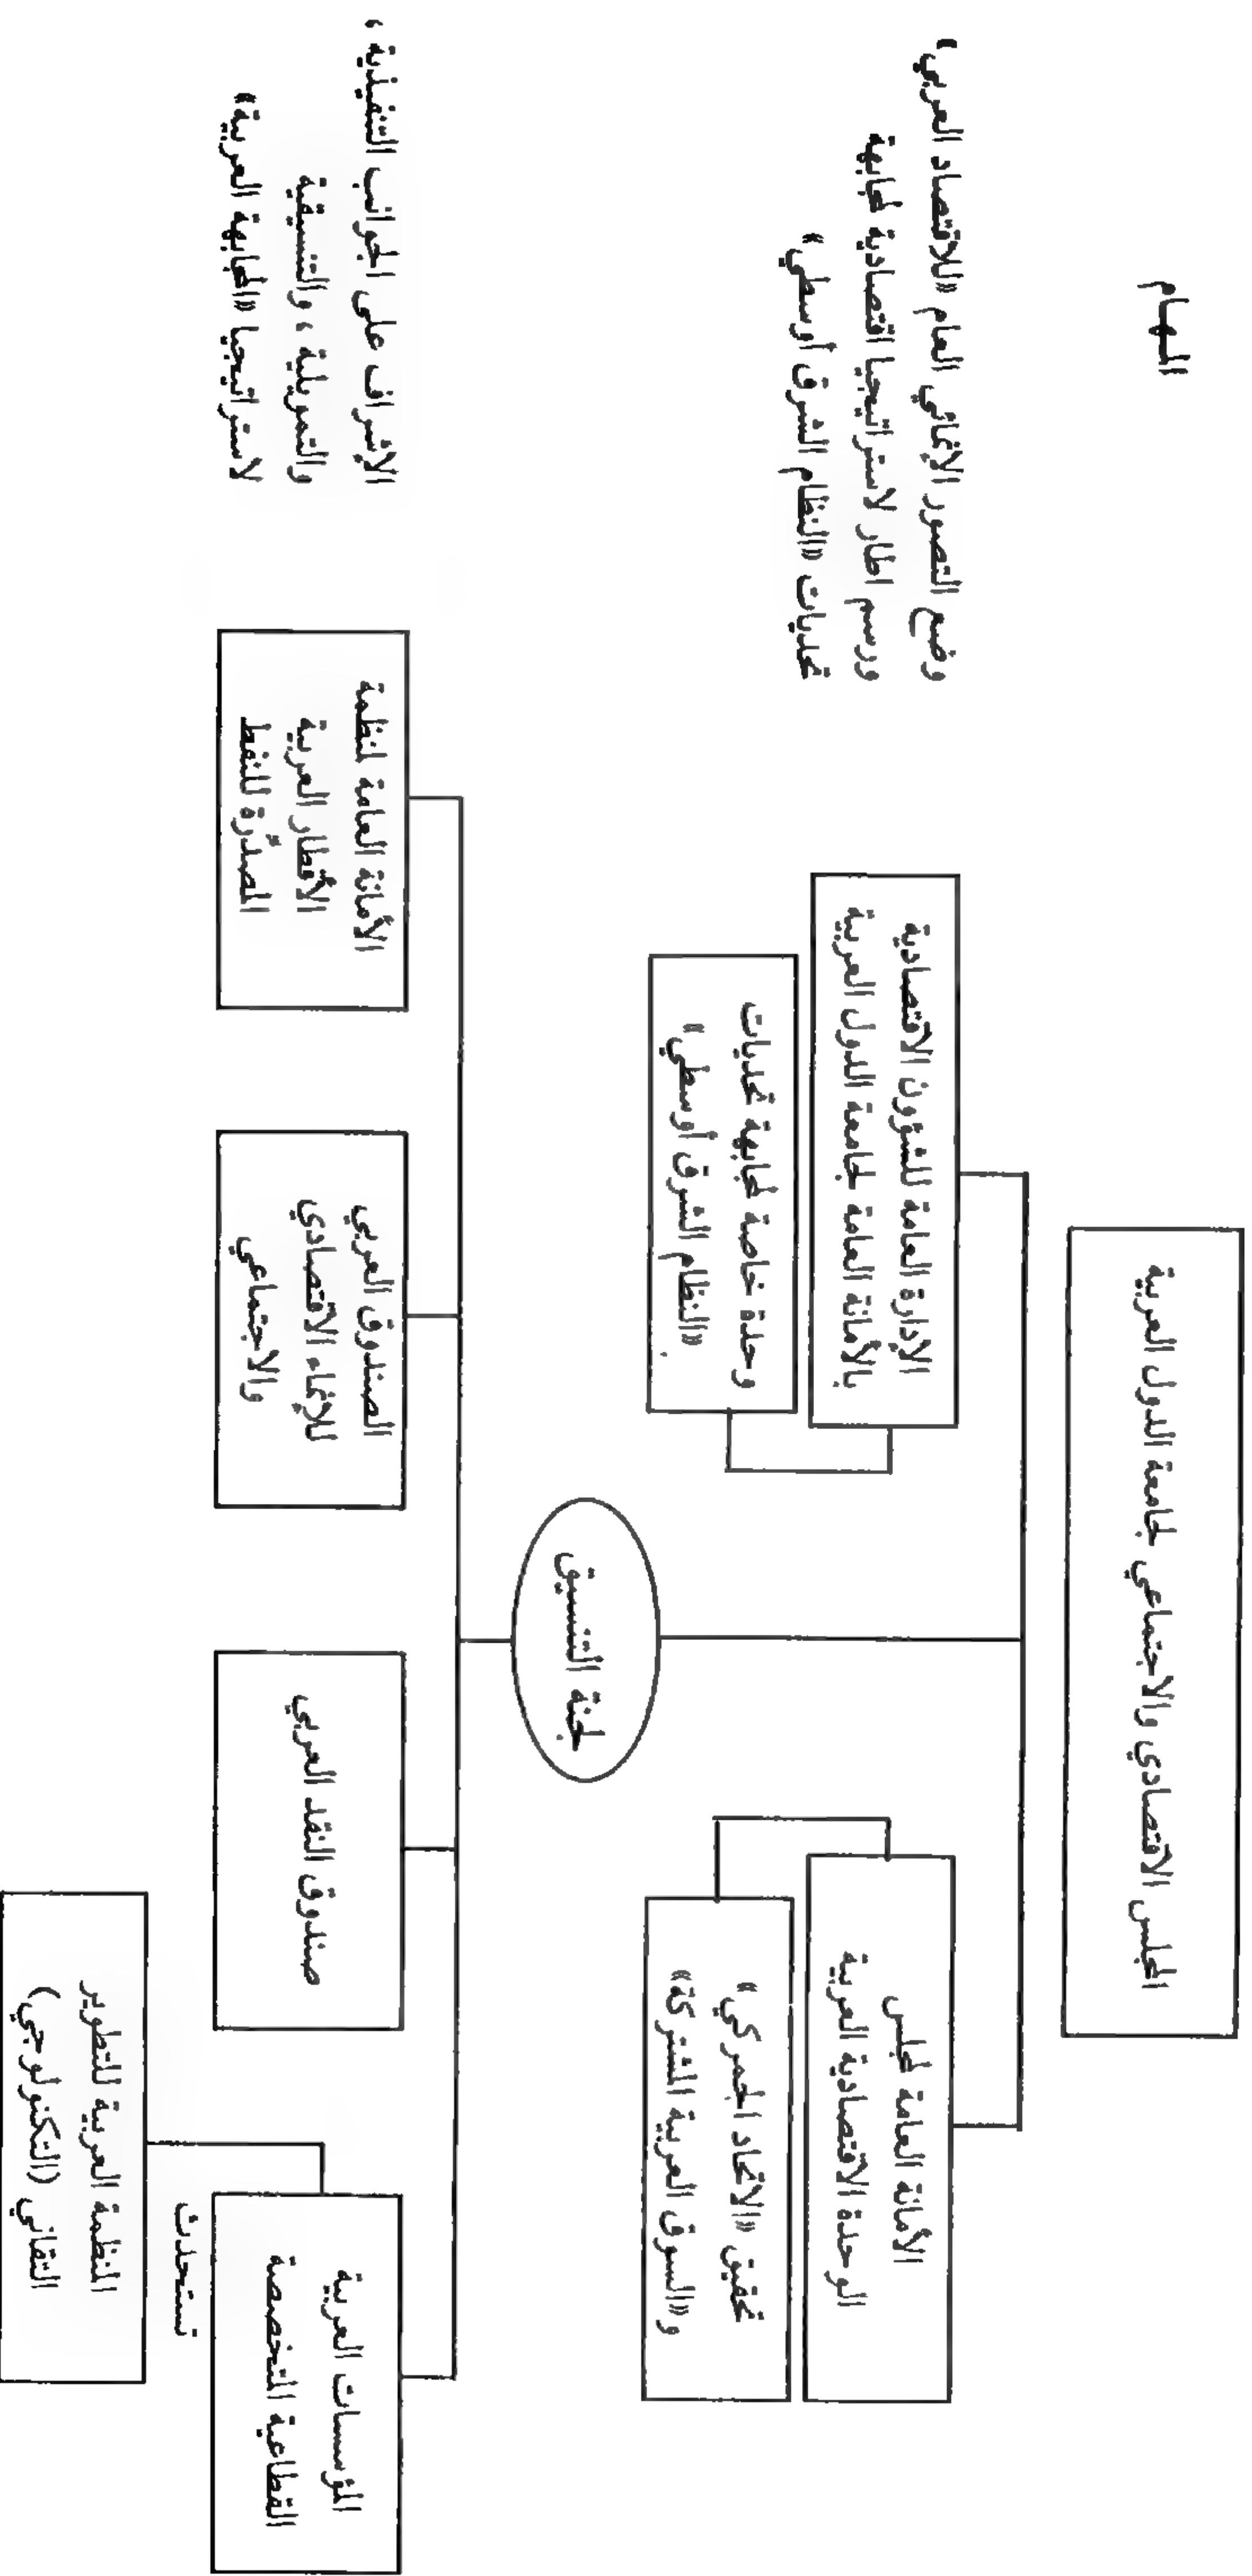 المهام
المجلس الاقتصادي والاجتماعي لجامعة الدول العربية
وضع التصور الإنمائي العام «للاقتصاد العربي»
ورسم اطار لاستراتيجيا اقتصادية لمجابهة
تحديات «النظام الشرق أوسطي»
الإدارة العامة للشؤون الاقتصادية
بالأمانة العامة لجامعة الدول العربية
وحدة خاصة لمجابهة تحديات
«النظام الشرق أوسطي»
الأمانة العامة لمجلس
الوحدة الاقتصادية العربية
تحقيق «الاتحاد الجمركي»
و«السوق العربية المشتركة»
لجنة التنسيق
الإشراف على الجوانب التنفيذية،
والتمويلية، والتنسيقية
لاستراتيجيا «المجابهة العربية»
الأمانة العامة لمنظمة
الأقطار العربية
المصدّرة للنفط
الصندوق العربي
للإنماء الاقتصادي
والاجتماعي
صندوق النقد العربي
المؤسسات العربية
القطاعية المتخصصة
تستحدث
المنظمة العربية للتطوير
التقاني (التكنولوجي)